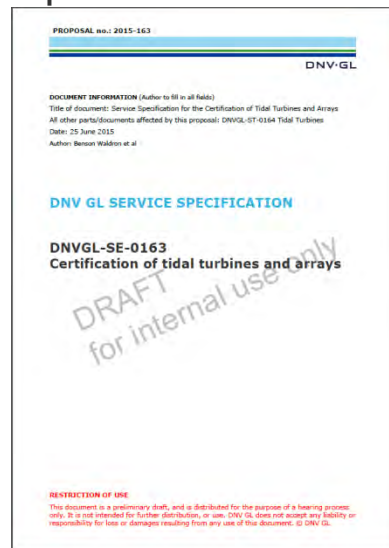 PROPOSAL no.: 2015-163
DNV·GL
DOCUMENT INFORMATION (Author to fill in all fields)
Title of document: Service Specification for the Certification of Tidal Turbines and Arrays
All other parts/documents affected by this proposal: DNVGL-ST-0164 Tidal Turbines
Date: 25 June 2015
Author: Benson Waldron et al
DNV GL SERVICE SPECIFICATION
DNVGL-SE-0163
Certification of tidal turbines and arrays
DRAFT
for internal use only
RESTRICTION OF USE
This document is a preliminary draft, and is distributed for the purpose of a hearing process
only. It is not intended for further distribution, or use. DNV GL does not accept any liability or
responsibility for loss or damages resulting from any use of this document. © DNV GL